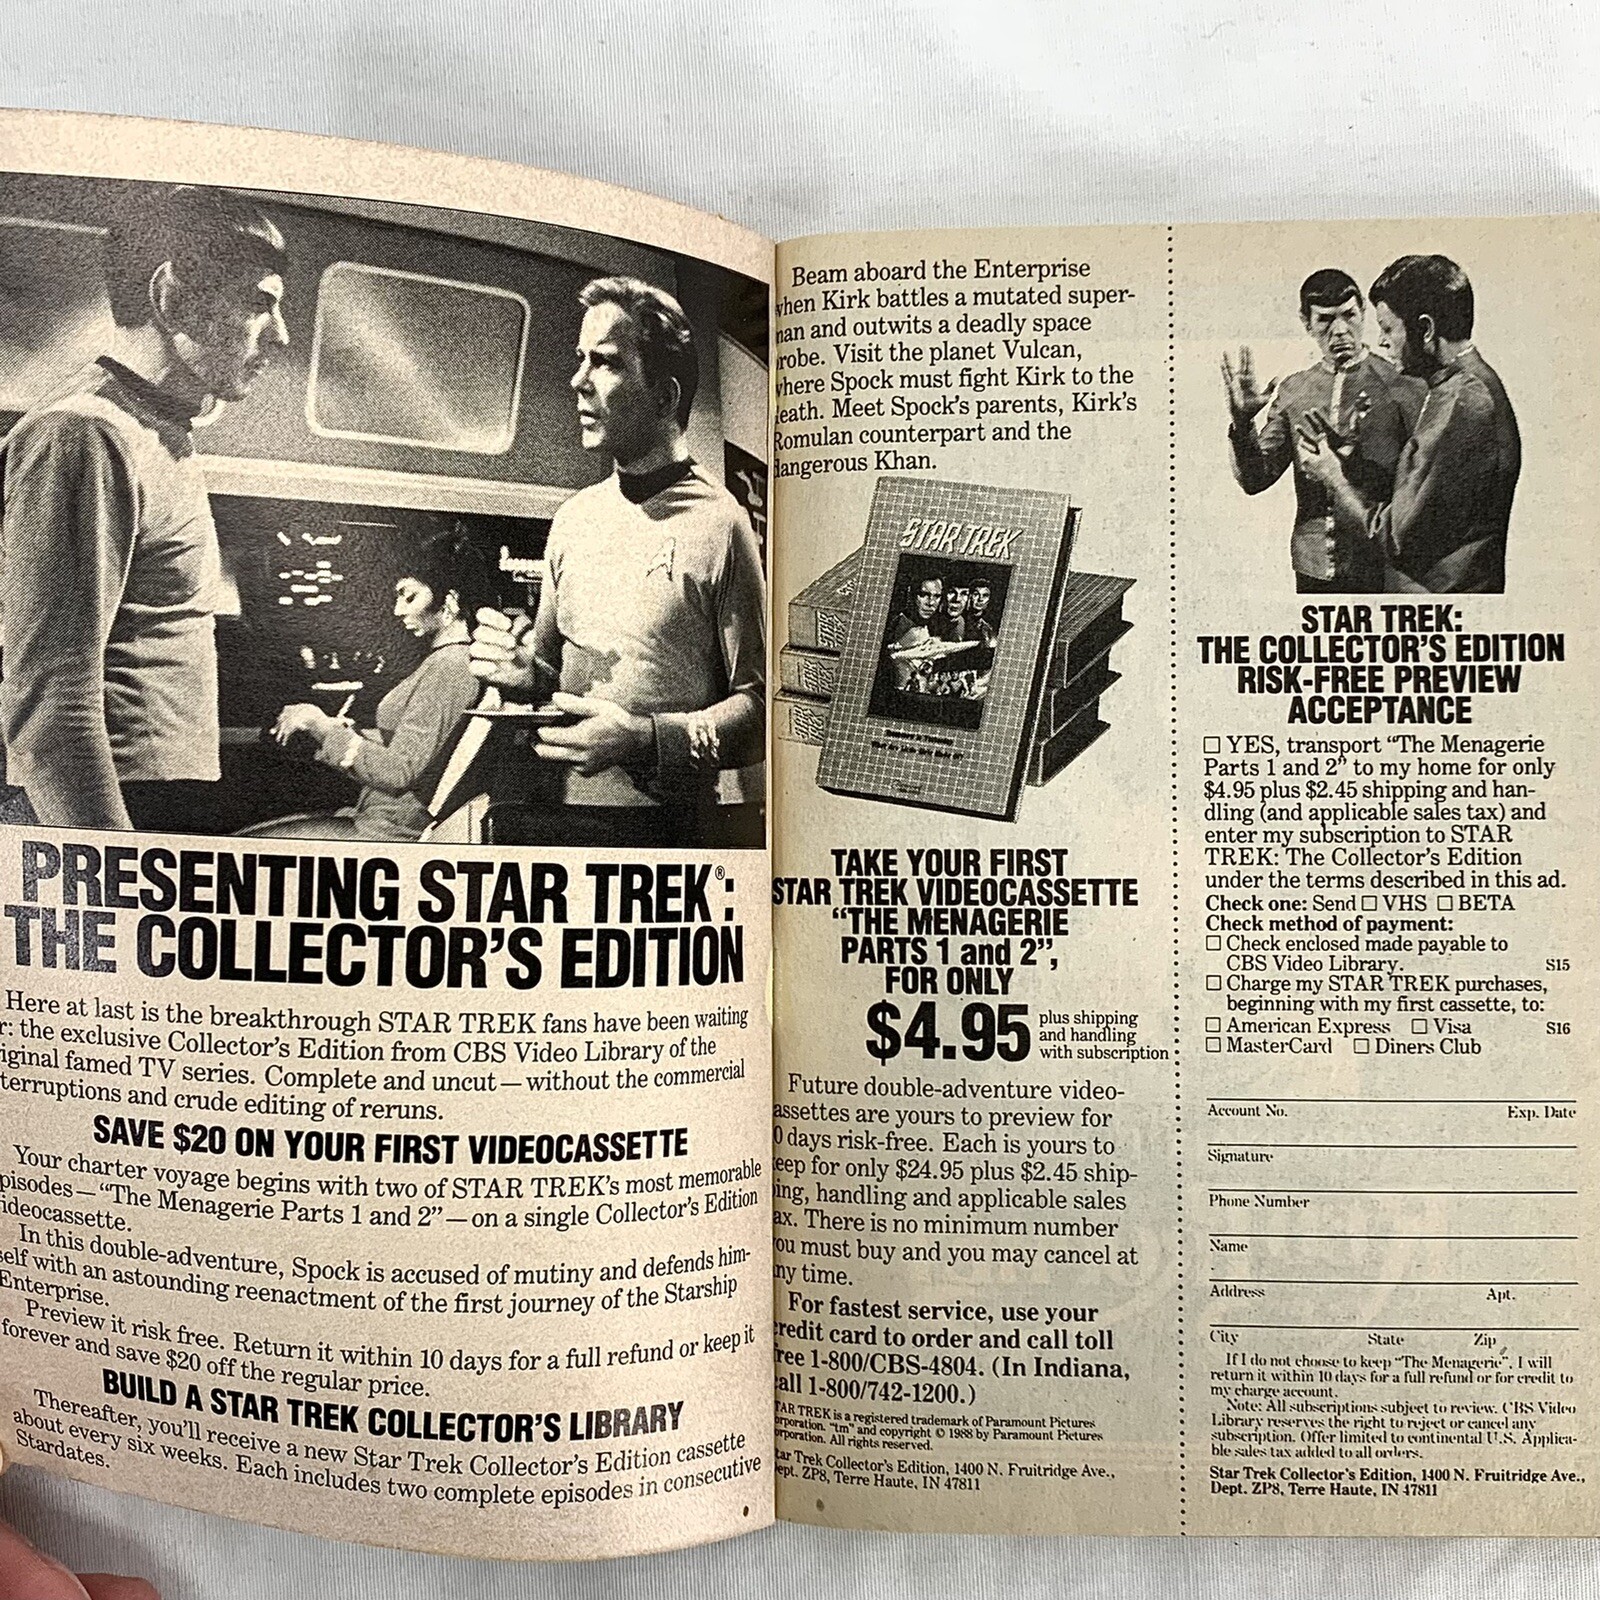 PRESENTING STAR TREK®:
THE COLLECTOR'S EDITION
Here at last is the breakthrough STAR TREK fans have been waiting
r: the exclusive Collector's Edition from CBS Video Library of the
iginal famed TV series. Complete and uncut—without the commercial
terruptions and crude editing of reruns.
SAVE $20 ON YOUR FIRST VIDEOCASSETTE
Your charter voyage begins with two of STAR TREK's most memorable
pisodes—"The Menagerie Parts 1 and 2"—on a single Collector's Edition
ideocassette.
In this double-adventure, Spock is accused of mutiny and defends him-
self with an astounding reenactment of the first journey of the Starship
Enterprise.
Preview it risk free. Return it within 10 days for a full refund or keep it
forever and save $20 off the regular price.
BUILD A STAR TREK COLLECTOR'S LIBRARY
Thereafter, you'll receive a new Star Trek Collector's Edition cassette
about every six weeks. Each includes two complete episodes in consecutive
Stardates.
Beam aboard the Enterprise
when Kirk battles a mutated super-
man and outwits a deadly space
robe. Visit the planet Vulcan,
where Spock must fight Kirk to the
eath. Meet Spock's parents, Kirk's
Romulan counterpart and the
dangerous Khan.
STAR TREK
TAKE YOUR FIRST
STAR TREK VIDEOCASSETTE
"THE MENAGERIE
PARTS 1 and 2",
FOR ONLY
$4.95 plus shipping
and handling
with subscription
Future double-adventure video-
assettes are yours to preview for
0 days risk-free. Each is yours to
eep for only $24.95 plus $2.45 ship-
ing, handling and applicable sales
ax. There is no minimum number
ou must buy and you may cancel at
ny time.
For fastest service, use your
redit card to order and call toll
ree 1-800/CBS-4804. (In Indiana,
all 1-800/742-1200.)
TAR TREK is a registered trademark of Paramount Pictures
orporation. "tm" and copyright © 1988 by Paramount Pictures
orporation. All rights reserved.
tar Trek Collector's Edition, 1400 N. Fruitridge Ave.,
ept. ZP8, Terre Haute, IN 47811
STAR TREK:
THE COLLECTOR'S EDITION
RISK-FREE PREVIEW
ACCEPTANCE
☐ YES, transport "The Menagerie
Parts 1 and 2" to my home for only
$4.95 plus $2.45 shipping and han-
dling (and applicable sales tax) and
enter my subscription to STAR
TREK: The Collector's Edition
under the terms described in this ad.
Check one: Send ☐ VHS ☐ BETA
Check method of payment:
☐ Check enclosed made payable to
CBS Video Library. S15
☐ Charge my STAR TREK purchases,
beginning with my first cassette, to:
☐ American Express ☐ Visa S16
☐ MasterCard ☐ Diners Club
Account No. Exp. Date
Signature
Phone Number
Name
Address Apt.
City State Zip
If I do not choose to keep "The Menagerie", I will
return it within 10 days for a full refund or for credit to
my charge account.
Note: All subscriptions subject to review. CBS Video
Library reserves the right to reject or cancel any
subscription. Offer limited to continental U.S. Applica-
ble sales tax added to all orders.
Star Trek Collector's Edition, 1400 N. Fruitridge Ave.,
Dept. ZP8, Terre Haute, IN 47811